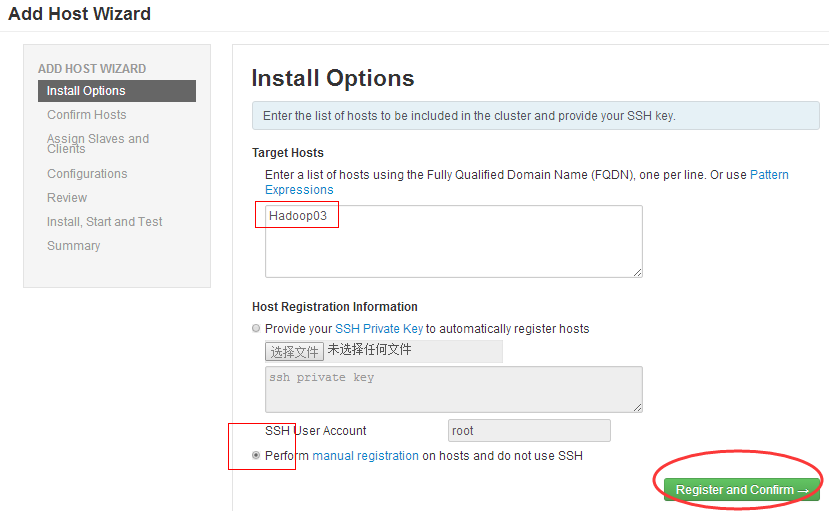 Add Host Wizard
ADD HOST WIZARD
Install Options
Confirm Hosts
Assign Slaves and
Clients
Configurations
Review
Install, Start and Test
Summary
Install Options
Enter the list of hosts to be included in the cluster and provide your SSH key.
Target Hosts
Enter a list of hosts using the Fully Qualified Domain Name (FQDN), one per line. Or use Pattern
Expressions
Hadoop03
Host Registration Information
Provide your SSH Private Key to automatically register hosts
选择文件 未选择任何文件
ssh private key
SSH User Account root
Perform manual registration on hosts and do not use SSH
Register and Confirm →